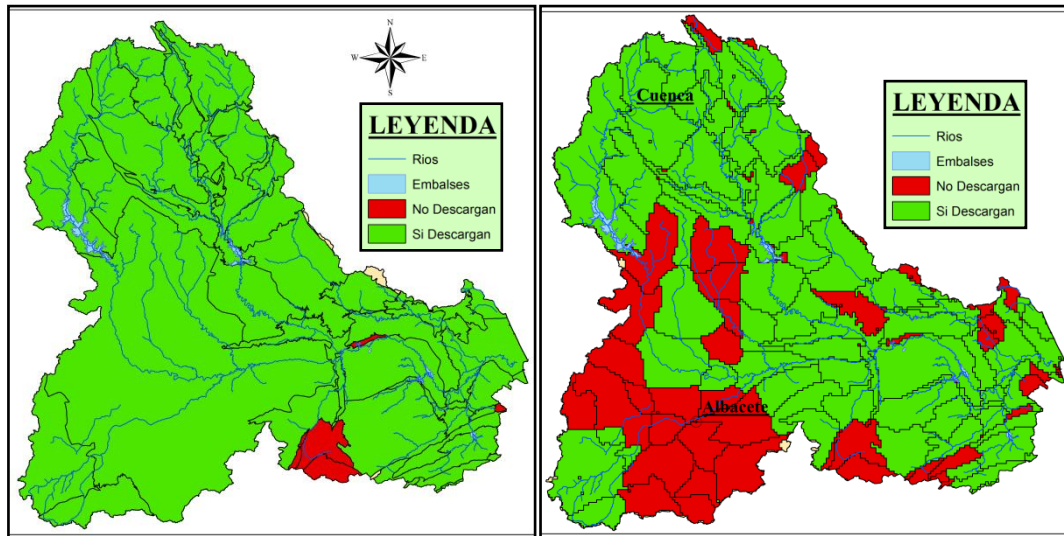 N
W E
S
LEYENDA
Rios
Embalses
No Descargan
Si Descargan
Cuenca
Albacete
LEYENDA
Rios
Embalses
No Descargan
Si Descargan